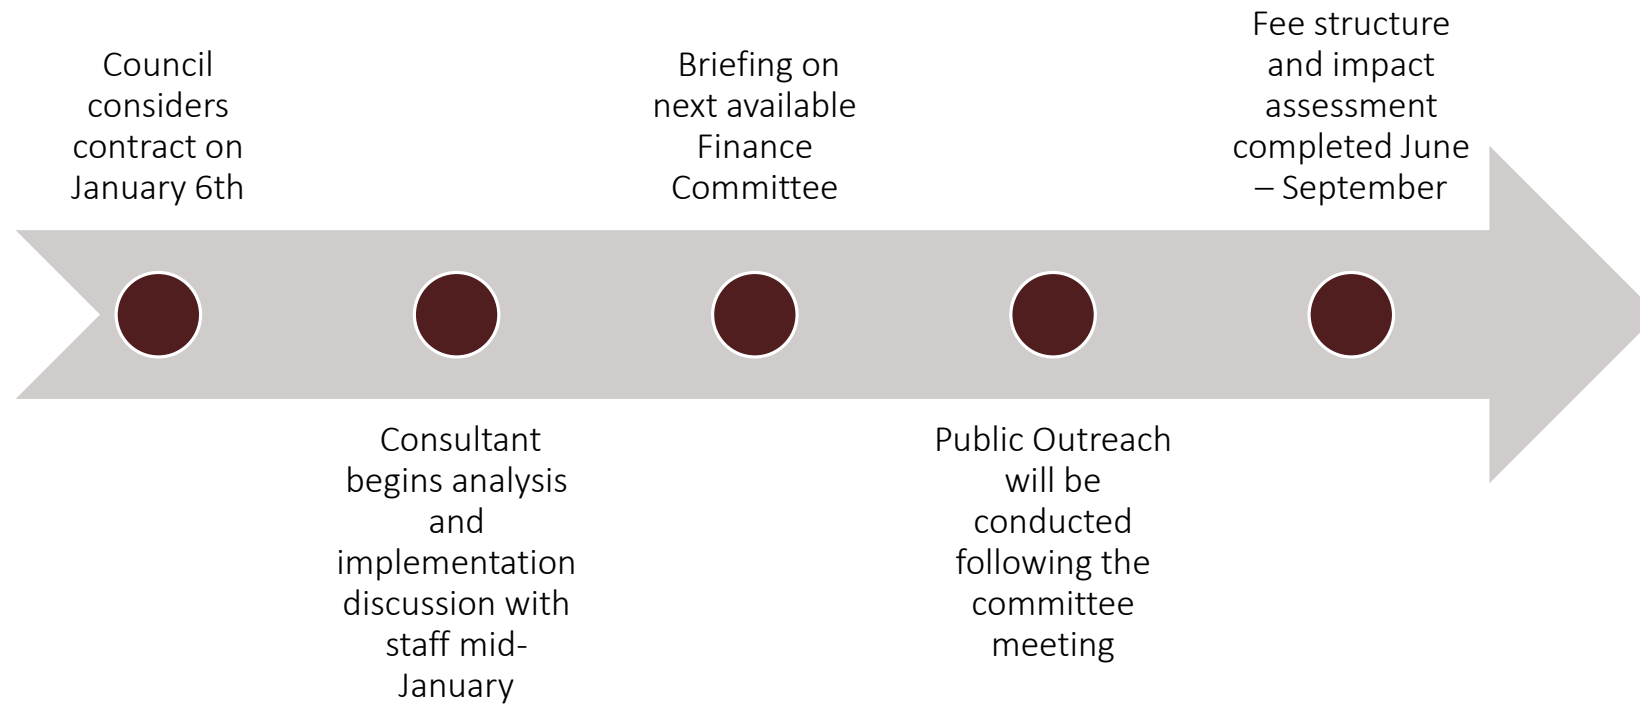 Council
considers
contract on
January 6th
Consultant
begins analysis
and
implementation
discussion with
staff mid-
January
Briefing on
next available
Finance
Committee
Public Outreach
will be
conducted
following the
committee
meeting
Fee structure
and impact
assessment
completed June
– September